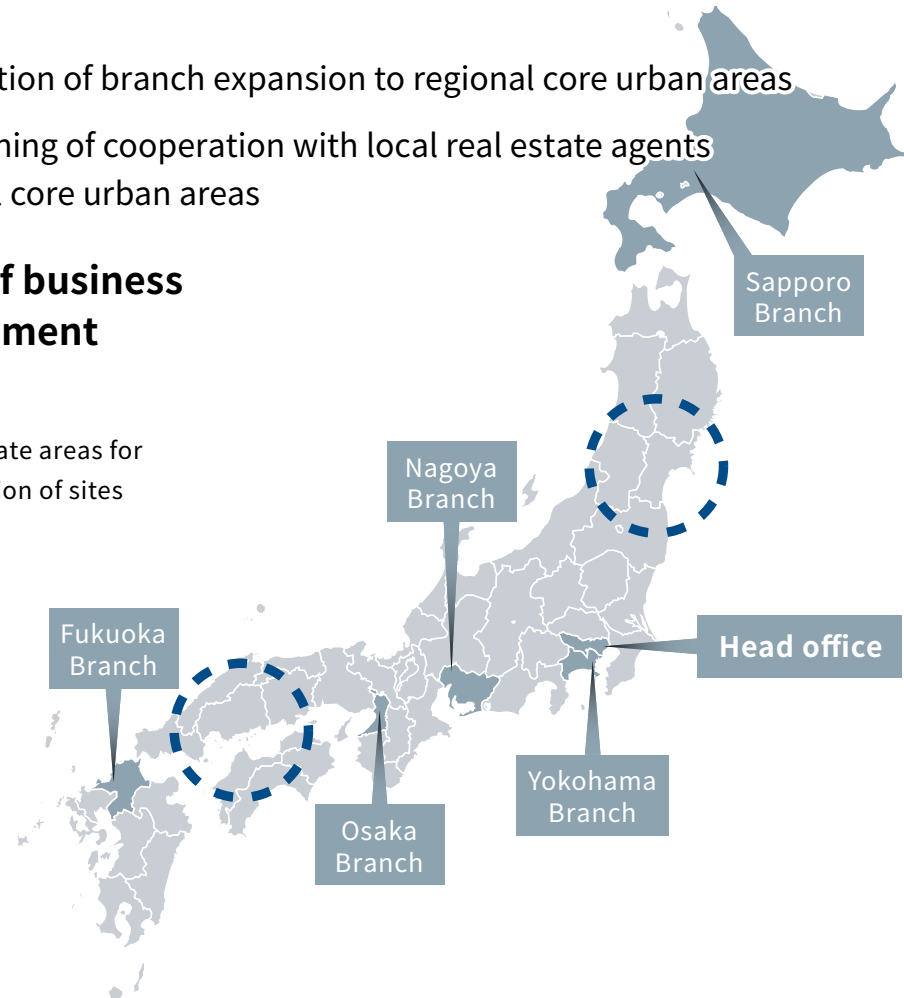 tion of branch expansion to regional core urban areas
ning of cooperation with local real estate agents
core urban areas
f business
ment
Sapporo
Branch
ate areas for
ion of sites
Nagoya
Branch
Fukuoka
Branch
Head office
Yokohama
Branch
Osaka
Branch